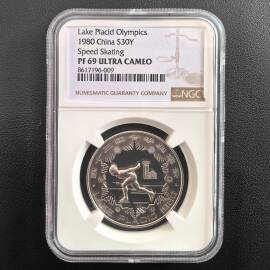 Lake Placid Olympics
1980 China S30Y
Speed Skating
PF 69 ULTRA CAMEO
8617196-009
NUMISMATIC GUARANTY COMPANY
NGC